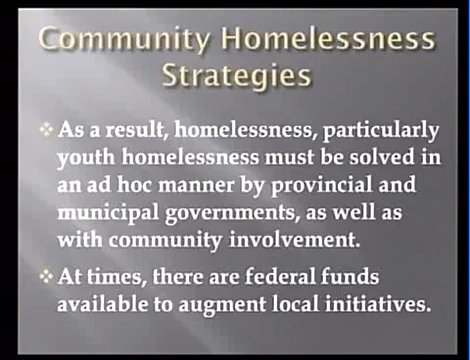 Community Homelessness
Strategies
As a result, homelessness, particularly
youth homelessness must be solved in
an ad hoc manner by provincial and
municipal governments, as well as
with community involvement.
At times, there are federal funds
available to augment local initiatives.